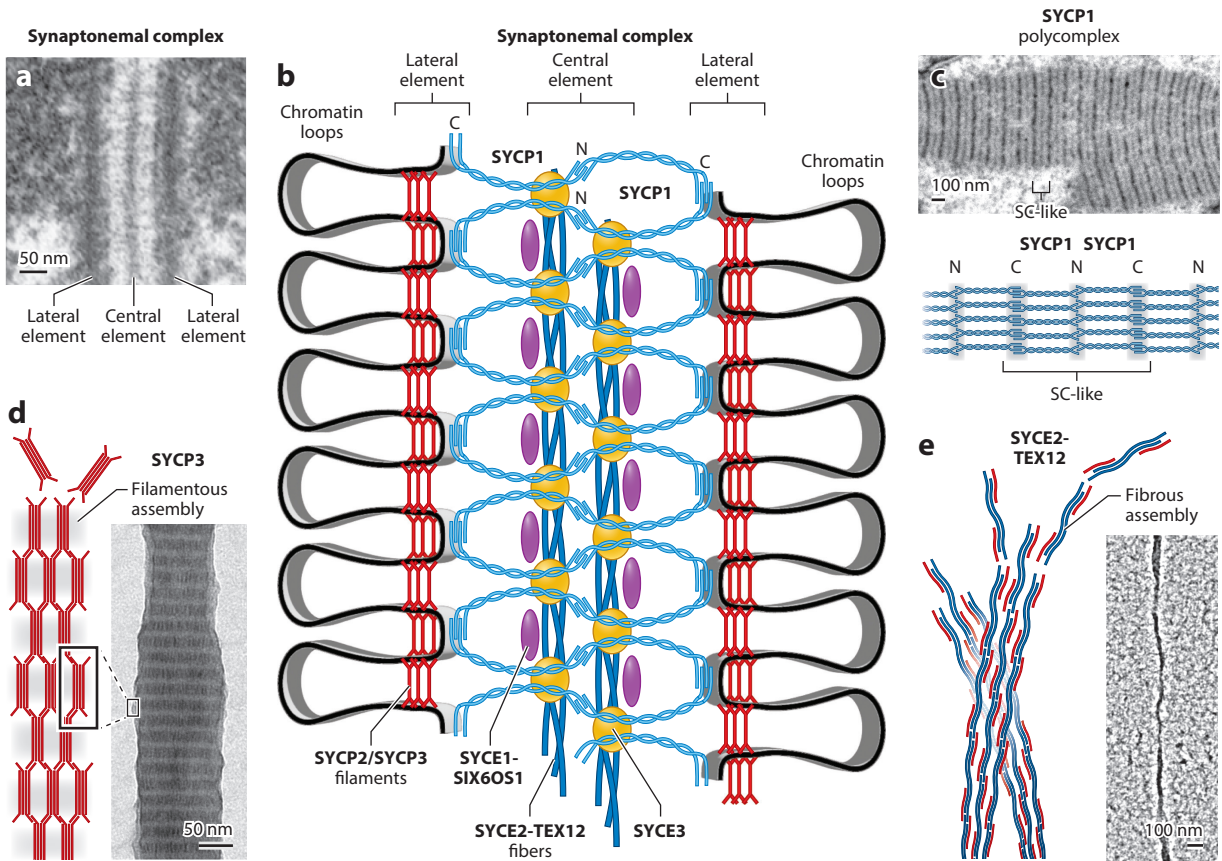 Synaptonemal complex
a
50 nm
Lateral
element
Central
element
Lateral
element
b
Synaptonemal complex
Lateral
element
Central
element
Lateral
element
Chromatin
loops
C
SYCP1
N
N
SYCP1
C
Chromatin
loops
SYCP2/SYCP3
filaments
SYCE1-
SIX6OS1
SYCE2-TEX12
fibers
SYCE3
SYCP1
polycomplex
c
100 nm
SC-like
SYCP1 SYCP1
N C N C N
SC-like
d
SYCP3
Filamentous
assembly
50 nm
e
SYCE2-
TEX12
Fibrous
assembly
100 nm